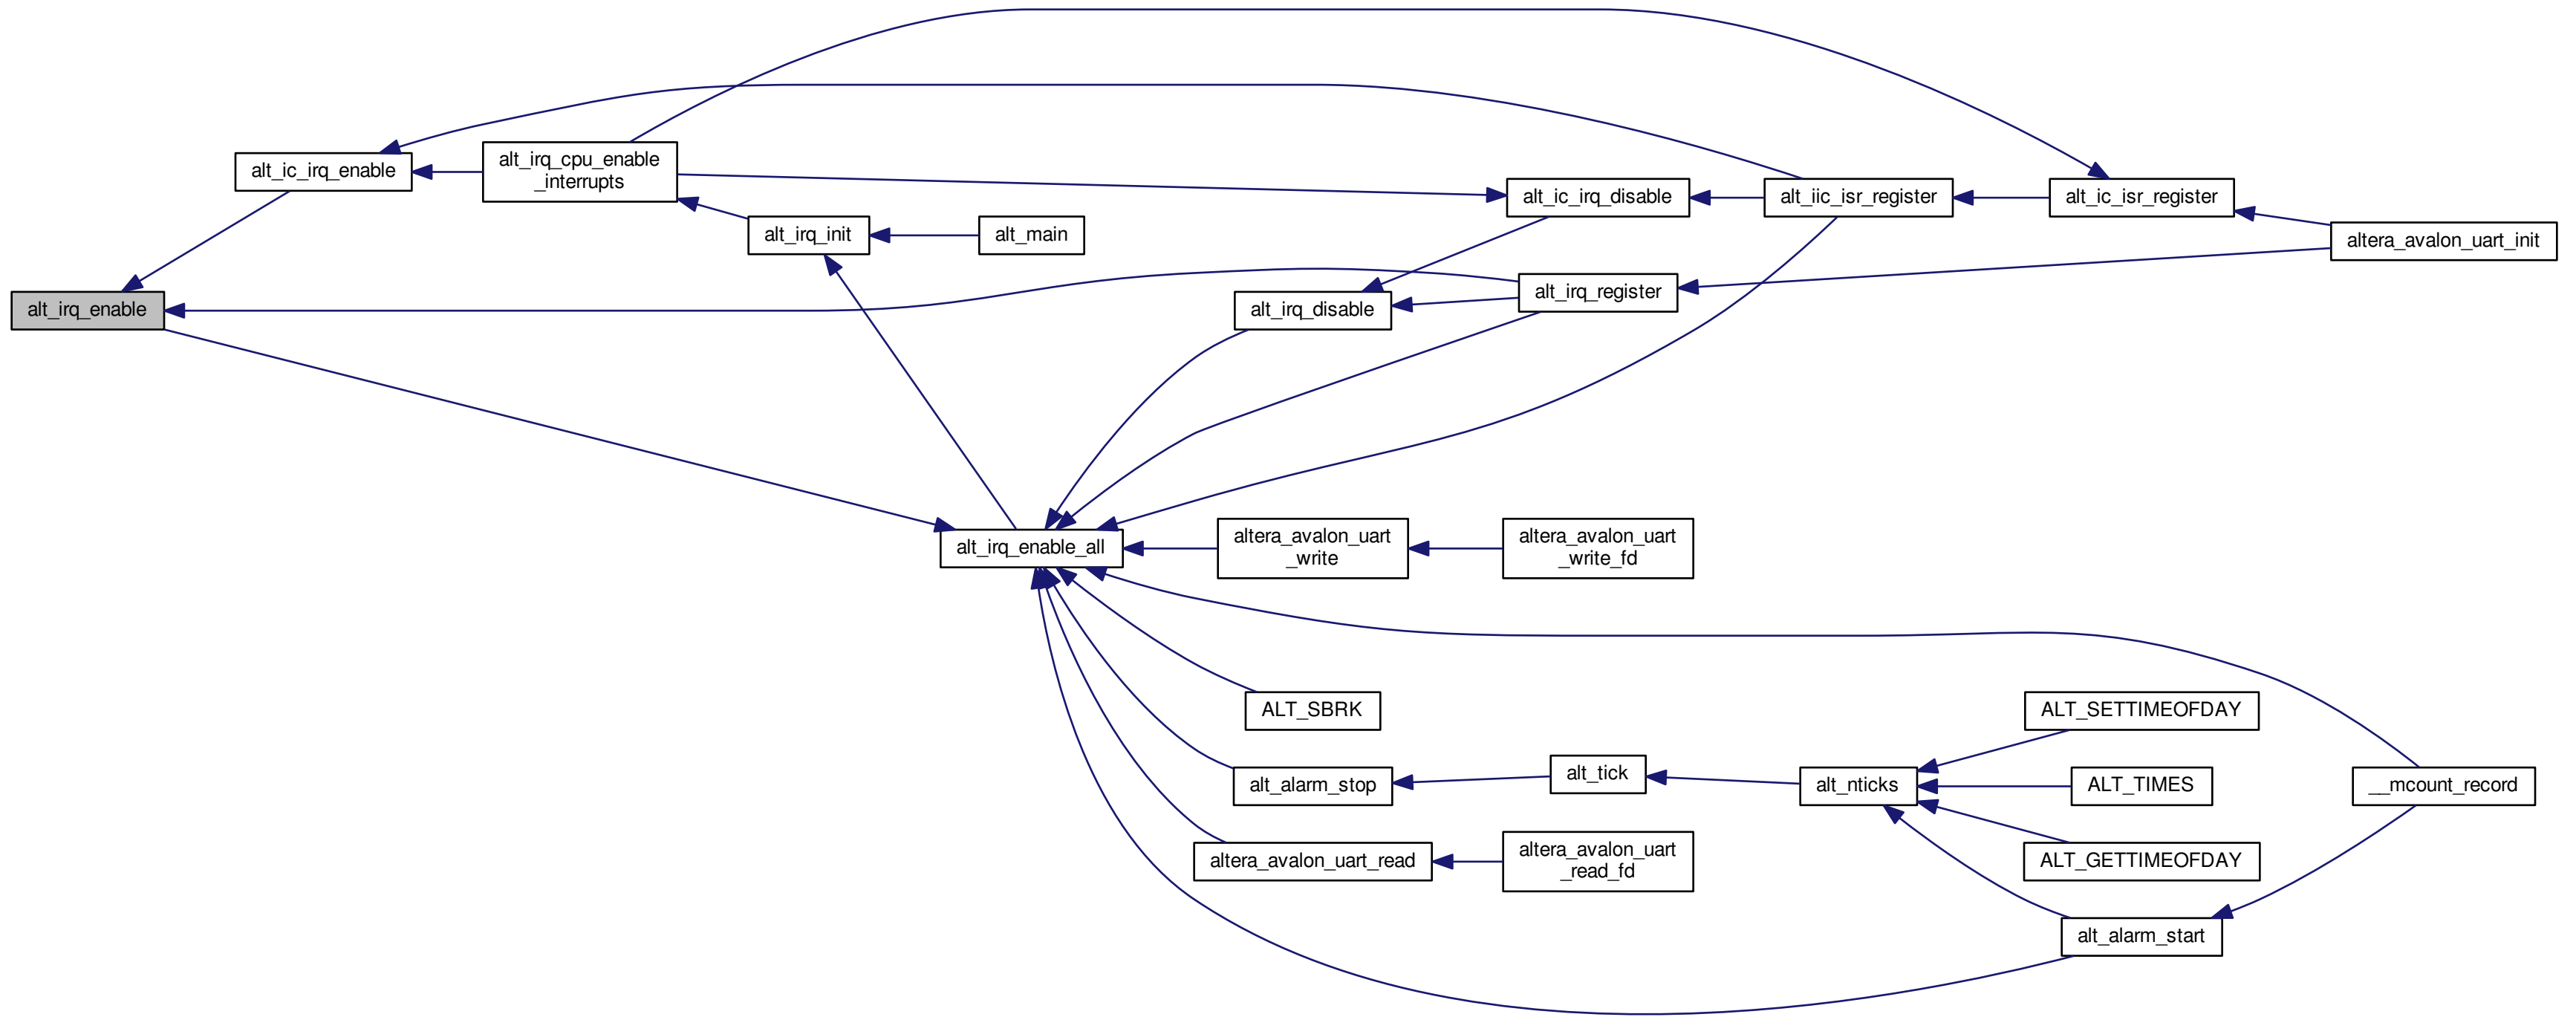 alt_irq_enable
alt_ic_irq_enable
alt_irq_cpu_enable
_interrupts
alt_irq_init
alt_main
alt_ic_irq_disable
alt_iic_isr_register
alt_ic_isr_register
altera_avalon_uart_init
alt_irq_disable
alt_irq_register
alt_irq_enable_all
altera_avalon_uart
_write
altera_avalon_uart
_write_fd
ALT_SBRK
alt_alarm_stop
alt_tick
alt_nticks
ALT_SETTIMEOFDAY
ALT_TIMES
ALT_GETTIMEOFDAY
__mcount_record
altera_avalon_uart_read
altera_avalon_uart
_read_fd
alt_alarm_start